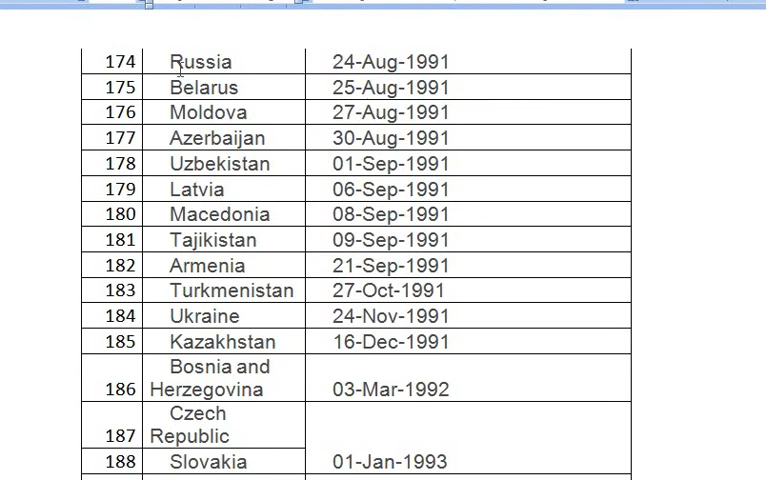 174 Russia 24-Aug-1991
175 Belarus 25-Aug-1991
176 Moldova 27-Aug-1991
177 Azerbaijan 30-Aug-1991
178 Uzbekistan 01-Sep-1991
179 Latvia 06-Sep-1991
180 Macedonia 08-Sep-1991
181 Tajikistan 09-Sep-1991
182 Armenia 21-Sep-1991
183 Turkmenistan 27-Oct-1991
184 Ukraine 24-Nov-1991
185 Kazakhstan 16-Dec-1991
Bosnia and
186 Herzegovina 03-Mar-1992
Czech
187 Republic
188 Slovakia 01-Jan-1993